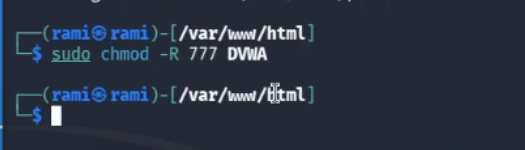 ┌──(rami㉿rami)-[/var/www/html]
└─$ sudo chmod -R 777 DVWA
┌──(rami㉿rami)-[/var/www/html]
└─$